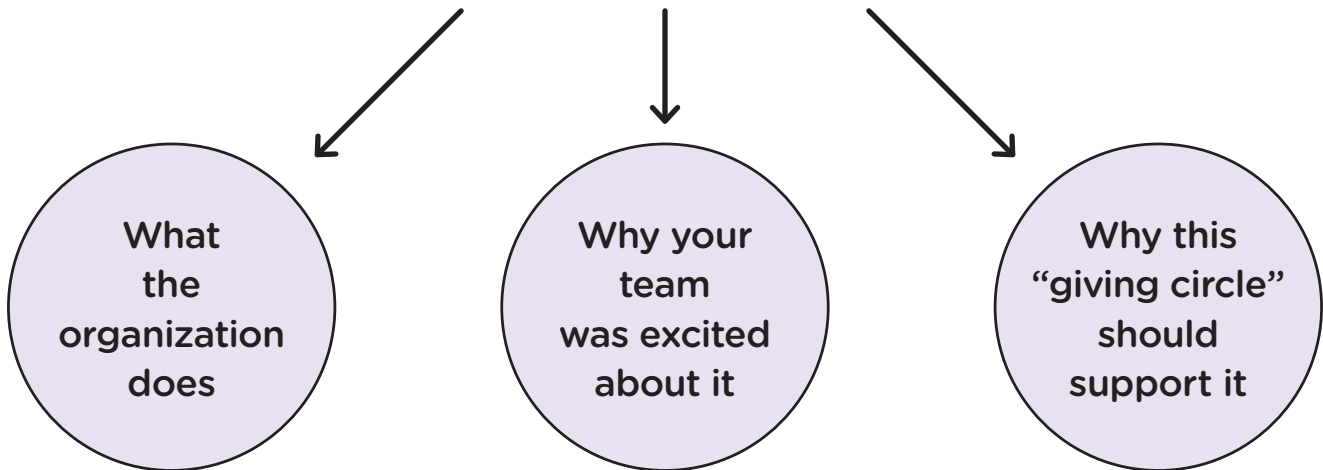 What
the
organization
does
Why your
team
was excited
about it
Why this
“giving circle”
should
support it